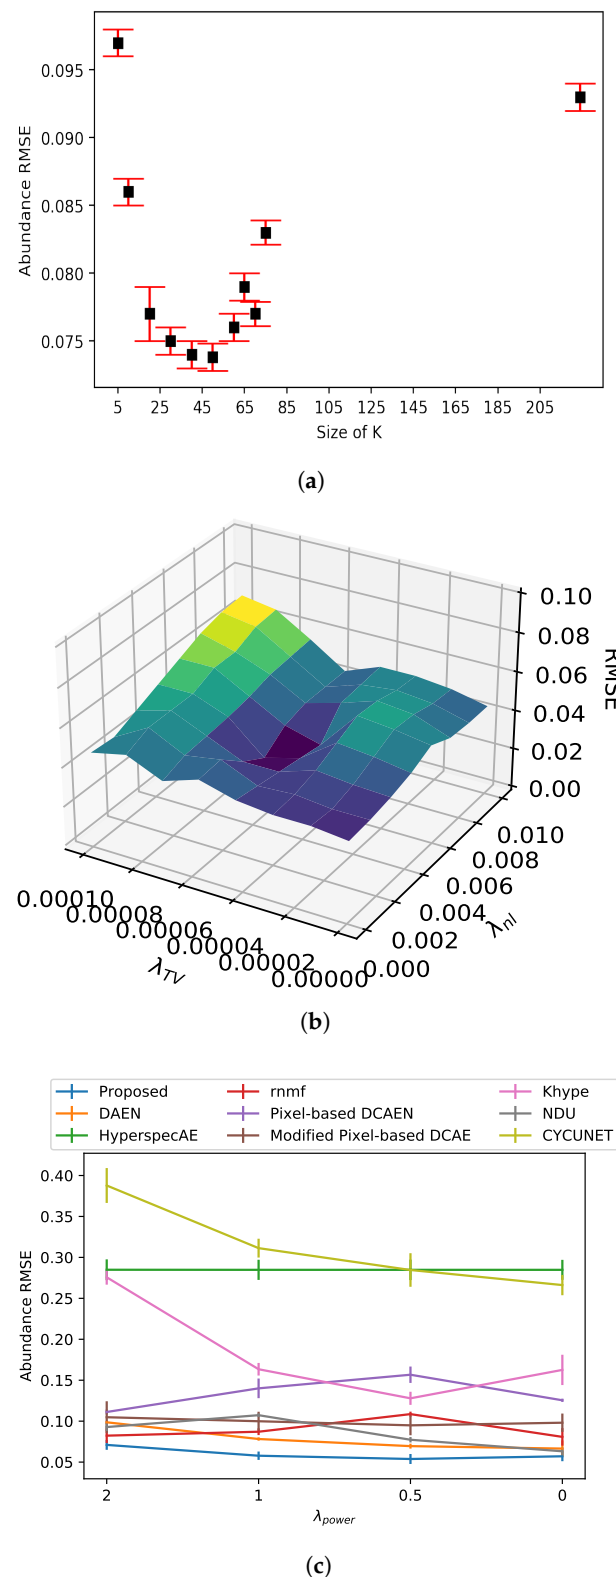 0.095
0.090
0.085
0.080
0.075
Abundance RMSE
5 25 45 65 85 105 125 145 165 185 205
Size of K
(a)
0.10
0.08
0.06
0.04
0.02
0.00
RMSE
0.010
0.008
0.006
0.004
0.002
0.000
λnl
0.00010
0.00008
0.00006
0.00004
0.00002
0.00000
λTV
(b)
Proposed rnmf Khype
DAEN Pixel-based DCAEN NDU
HyperspecAE Modified Pixel-based DCAE CYCUNET
0.40
0.35
0.30
0.25
0.20
0.15
0.10
0.05
Abundance RMSE
2 1 0.5 0
λpower
(c)